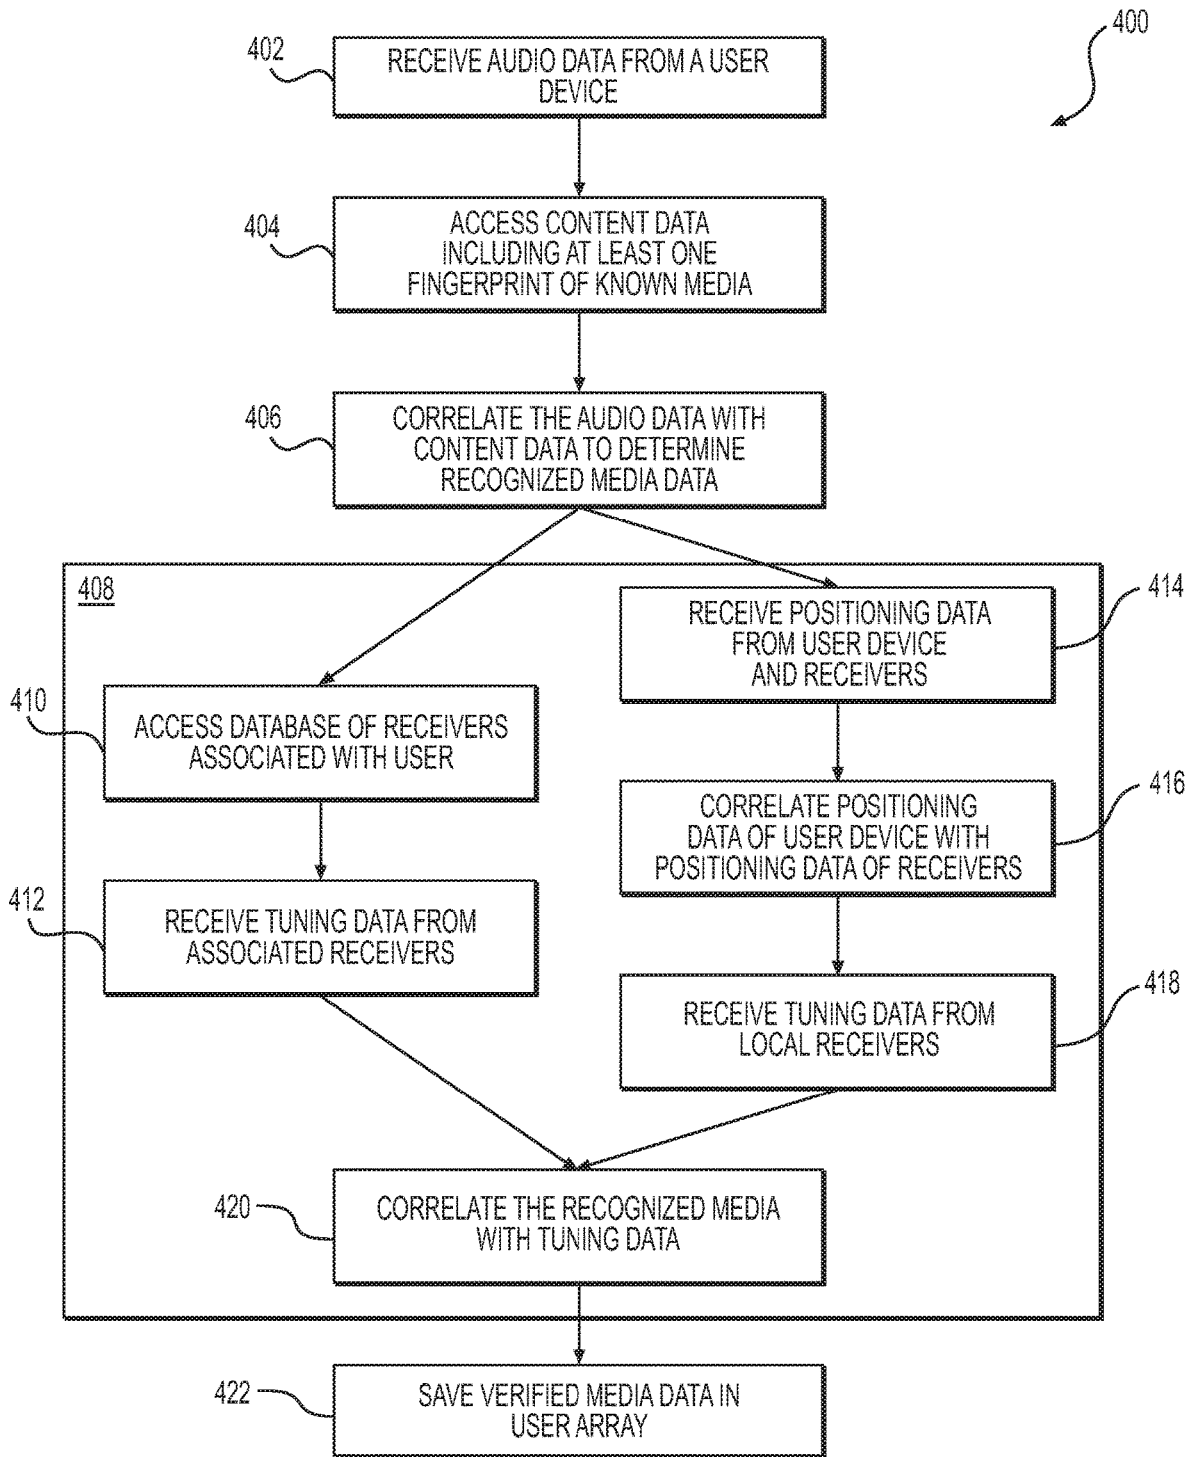 400
402
RECEIVE AUDIO DATA FROM A USER
DEVICE
404
ACCESS CONTENT DATA
INCLUDING AT LEAST ONE
FINGERPRINT OF KNOWN MEDIA
406
CORRELATE THE AUDIO DATA WITH
CONTENT DATA TO DETERMINE
RECOGNIZED MEDIA DATA
408
414
RECEIVE POSITIONING DATA
FROM USER DEVICE
AND RECEIVERS
410
ACCESS DATABASE OF RECEIVERS
ASSOCIATED WITH USER
416
CORRELATE POSITIONING
DATA OF USER DEVICE WITH
POSITIONING DATA OF RECEIVERS
412
RECEIVE TUNING DATA FROM
ASSOCIATED RECEIVERS
418
RECEIVE TUNING DATA FROM
LOCAL RECEIVERS
420
CORRELATE THE RECOGNIZED MEDIA
WITH TUNING DATA
422
SAVE VERIFIED MEDIA DATA IN
USER ARRAY